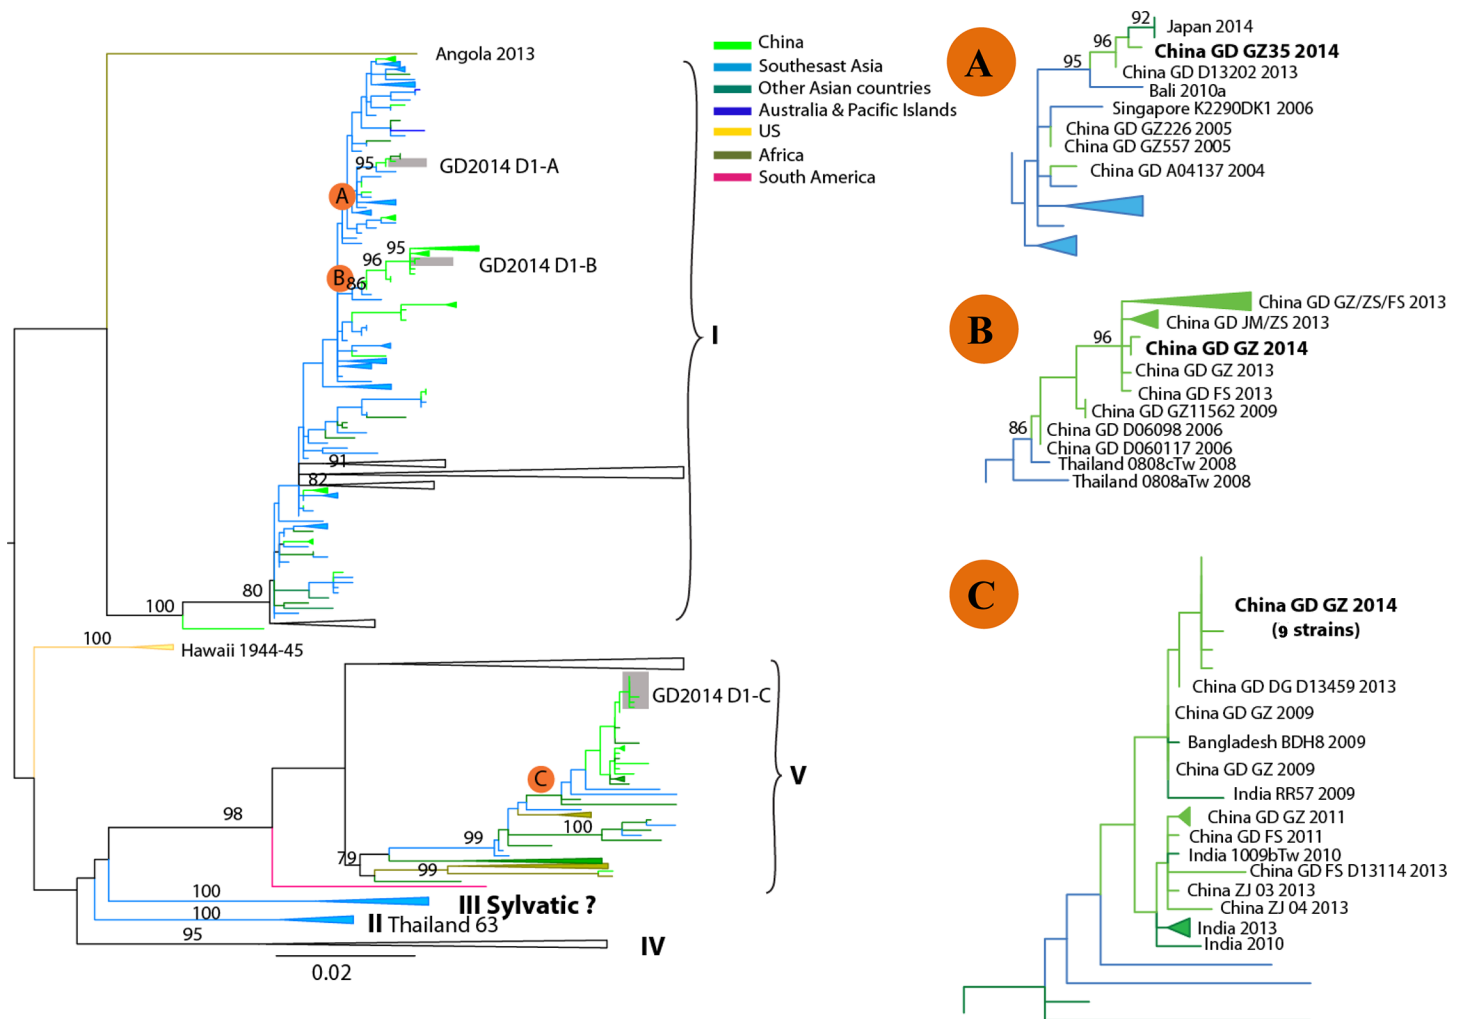 Angola 2013
China
Southesast Asia
Other Asian countries
Australia & Pacific Islands
US
Africa
South America
95
GD2014 D1-A
A
95
96
GD2014 D1-B
B
86
I
91
82
80
100
100
Hawaii 1944-45
GD2014 D1-C
C
V
98
100
99
79
99
100
III Sylvatic ?
100
II Thailand 63
95
IV
0.02
A
92
Japan 2014
96
China GD GZ35 2014
95
China GD D13202 2013
Bali 2010a
Singapore K2290DK1 2006
China GD GZ226 2005
China GD GZ557 2005
China GD A04137 2004
B
China GD GZ/ZS/FS 2013
China GD JM/ZS 2013
96
China GD GZ 2014
China GD GZ 2013
China GD FS 2013
China GD GZ11562 2009
86
China GD D06098 2006
China GD D060117 2006
Thailand 0808cTw 2008
Thailand 0808aTw 2008
C
China GD GZ 2014
(9 strains)
China GD DG D13459 2013
China GD GZ 2009
Bangladesh BDH8 2009
China GD GZ 2009
India RR57 2009
China GD GZ 2011
China GD FS 2011
India 1009bTw 2010
China GD FS D13114 2013
China ZJ 03 2013
China ZJ 04 2013
India 2013
India 2010